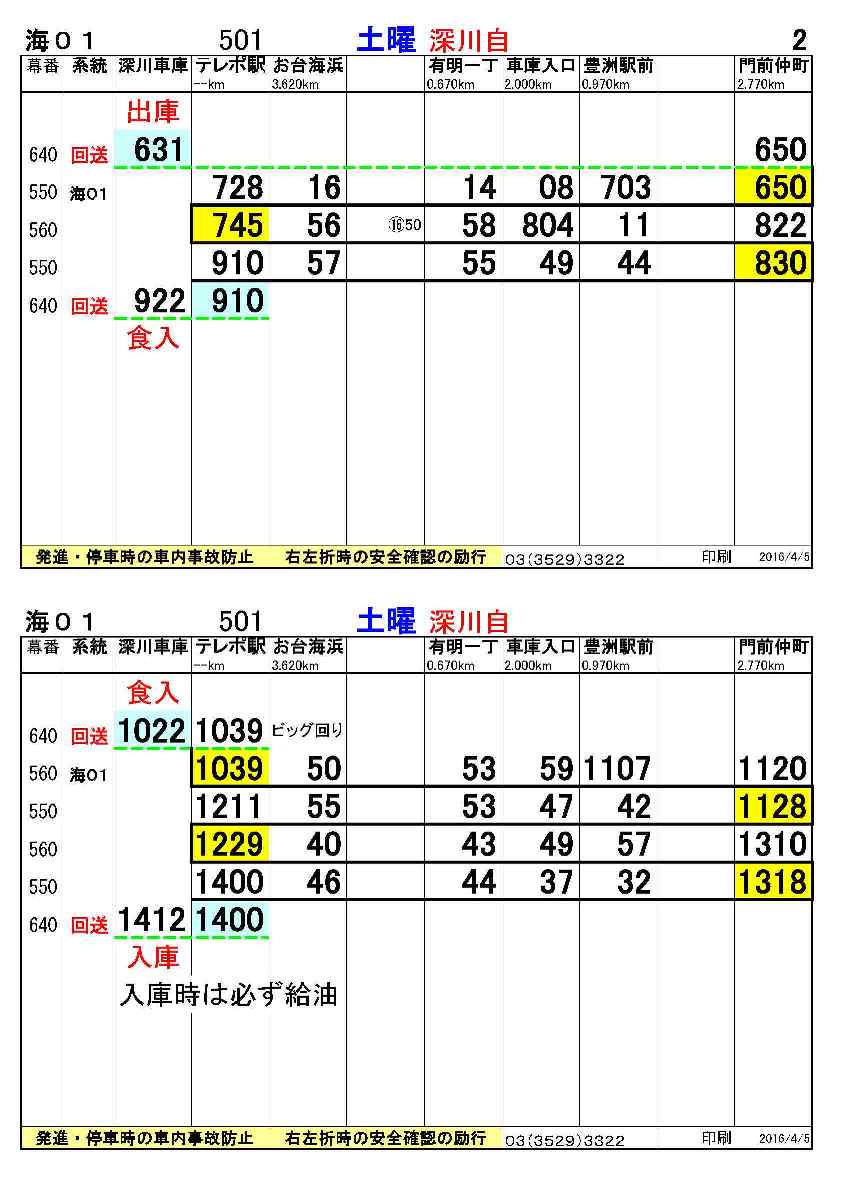 海０１ 501 土曜 深川自 2
幕番 系統 深川車庫 テレポ駅 お台海浜 有明一丁 車庫入口 豊洲駅前 門前仲町
--km 3.620km 0.670km 2.000km 0.970km 2.770km
出庫
640 回送 631 650
550 海01 728 16 14 08 703 650
560 745 56 ⑯50 58 804 11 822
550 910 57 55 49 44 830
640 回送 922 910
食入
発進・停車時の車内事故防止 右左折時の安全確認の励行 03(3529)3322 印刷 2016/4/5
海０１ 501 土曜 深川自
幕番 系統 深川車庫 テレポ駅 お台海浜 有明一丁 車庫入口 豊洲駅前 門前仲町
--km 3.620km 0.670km 2.000km 0.970km 2.770km
食入
640 回送 1022 1039 ビッグ回り
560 海01 1039 50 53 59 1107 1120
550 1211 55 53 47 42 1128
560 1229 40 43 49 57 1310
550 1400 46 44 37 32 1318
640 回送 1412 1400
入庫
入庫時は必ず給油
発進・停車時の車内事故防止 右左折時の安全確認の励行 03(3529)3322 印刷 2016/4/5